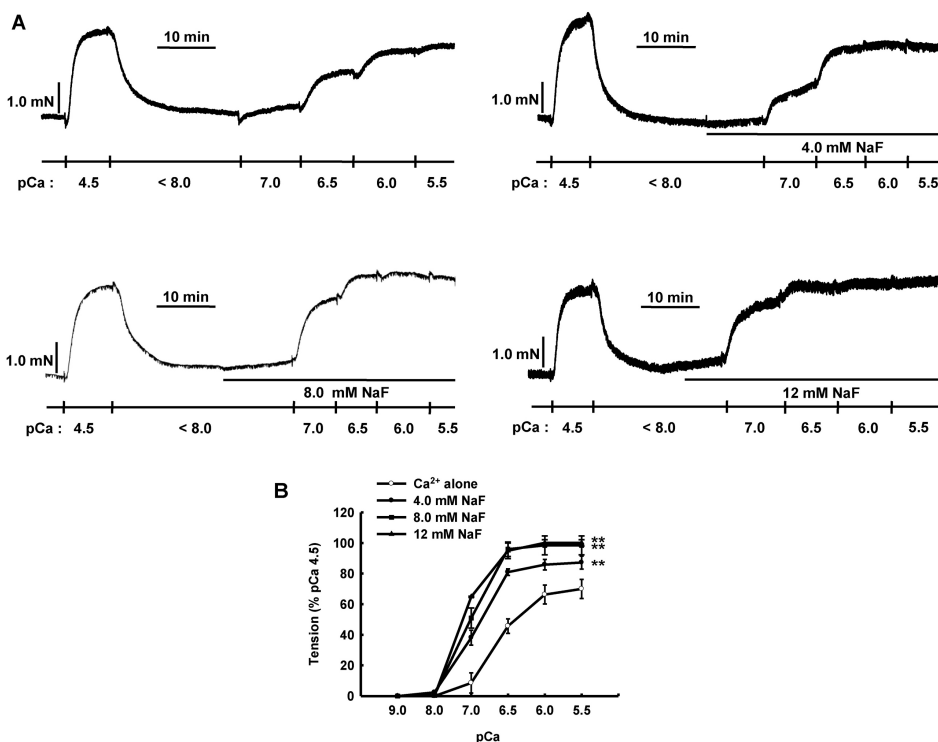 A
10 min
1.0 mN
pCa : 4.5 < 8.0 7.0 6.5 6.0 5.5
10 min
1.0 mN
4.0 mM NaF
pCa : 4.5 < 8.0 7.0 6.5 6.0 5.5
10 min
1.0 mN
8.0 mM NaF
pCa : 4.5 < 8.0 7.0 6.5 6.0 5.5
10 min
1.0 mN
12 mM NaF
pCa : 4.5 < 8.0 7.0 6.5 6.0 5.5
B
Ca²⁺ alone
4.0 mM NaF
8.0 mM NaF
12 mM NaF
Tension (% pCa 4.5)
120
100
80
60
40
20
0
**
**
**
9.0 8.0 7.0 6.5 6.0 5.5
pCa